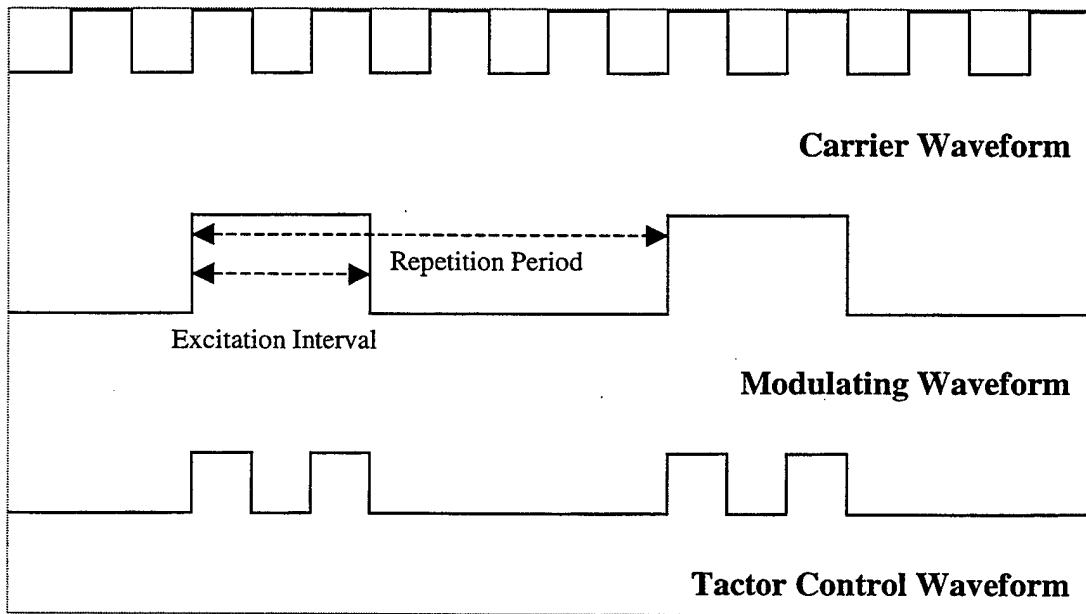 Carrier Waveform
Repetition Period
Excitation Interval
Modulating Waveform
Tactor Control Waveform